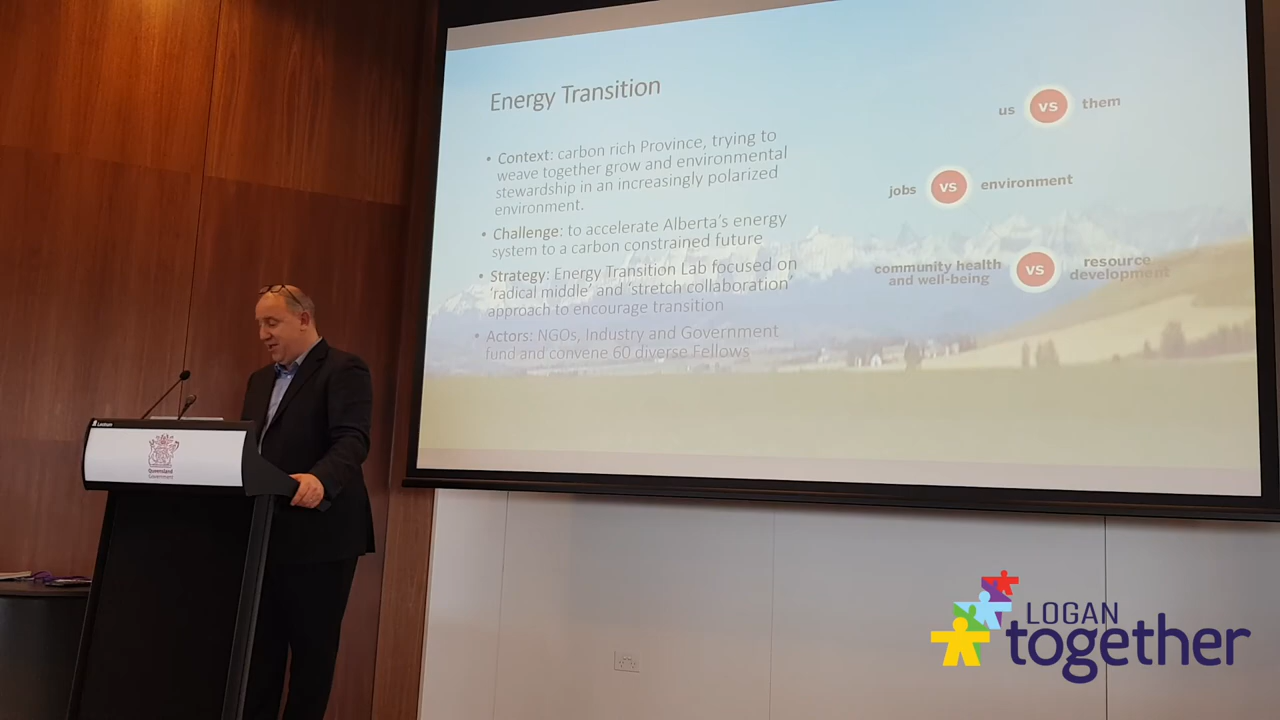 Energy Transition
• Context: carbon rich Province, trying to
weave together grow and environmental
stewardship in an increasingly polarized
environment.
• Challenge: to accelerate Alberta's energy
system to a carbon constrained future
• Strategy: Energy Transition Lab focused on
'radical middle' and 'stretch collaboration'
approach to encourage transition
• Actors: NGOs, Industry and Government
fund and convene 60 diverse Fellows
us vs them
jobs vs environment
community health
and well-being
vs
resource
development
Lectrum
Queensland
Government
LOGAN
together